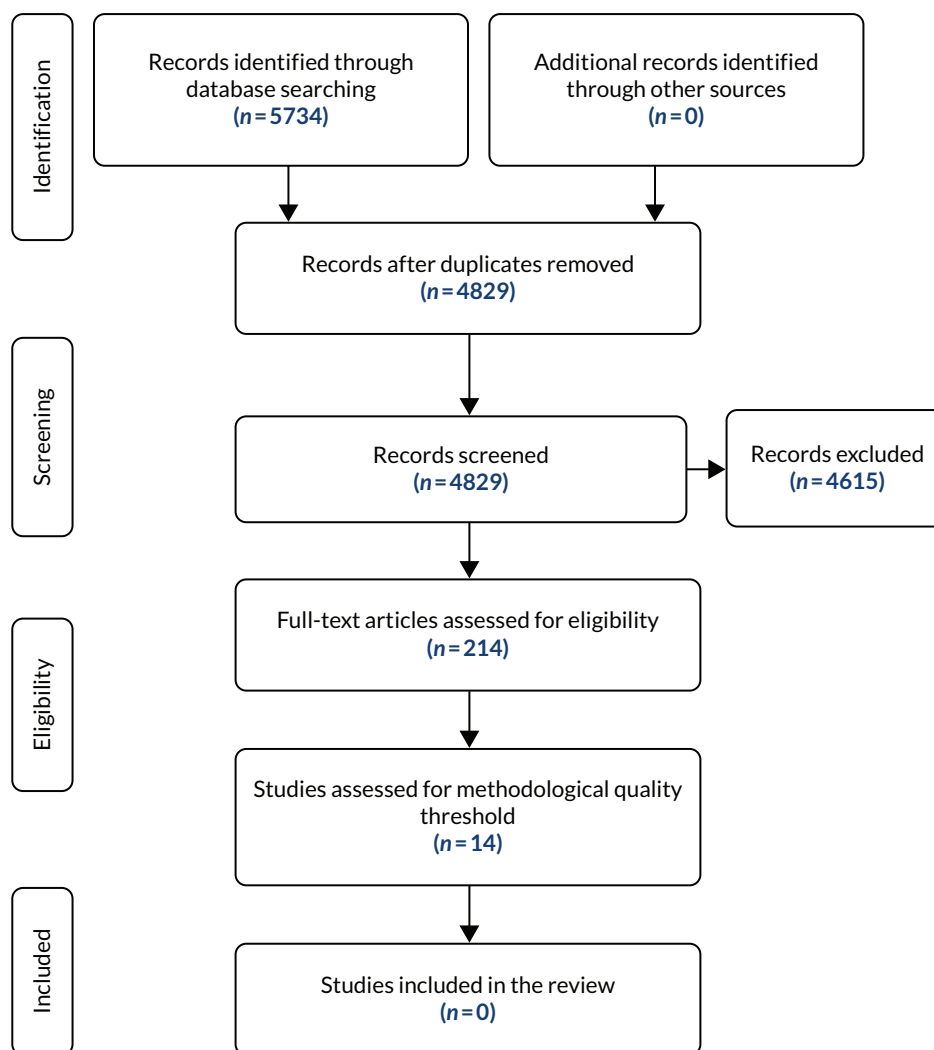 Identification
Records identified through
database searching
(n=5734)
Additional records identified
through other sources
(n=0)
Records after duplicates removed
(n=4829)
Screening
Records screened
(n=4829)
Records excluded
(n=4615)
Eligibility
Full-text articles assessed for eligibility
(n=214)
Studies assessed for methodological quality
threshold
(n=14)
Included
Studies included in the review
(n=0)